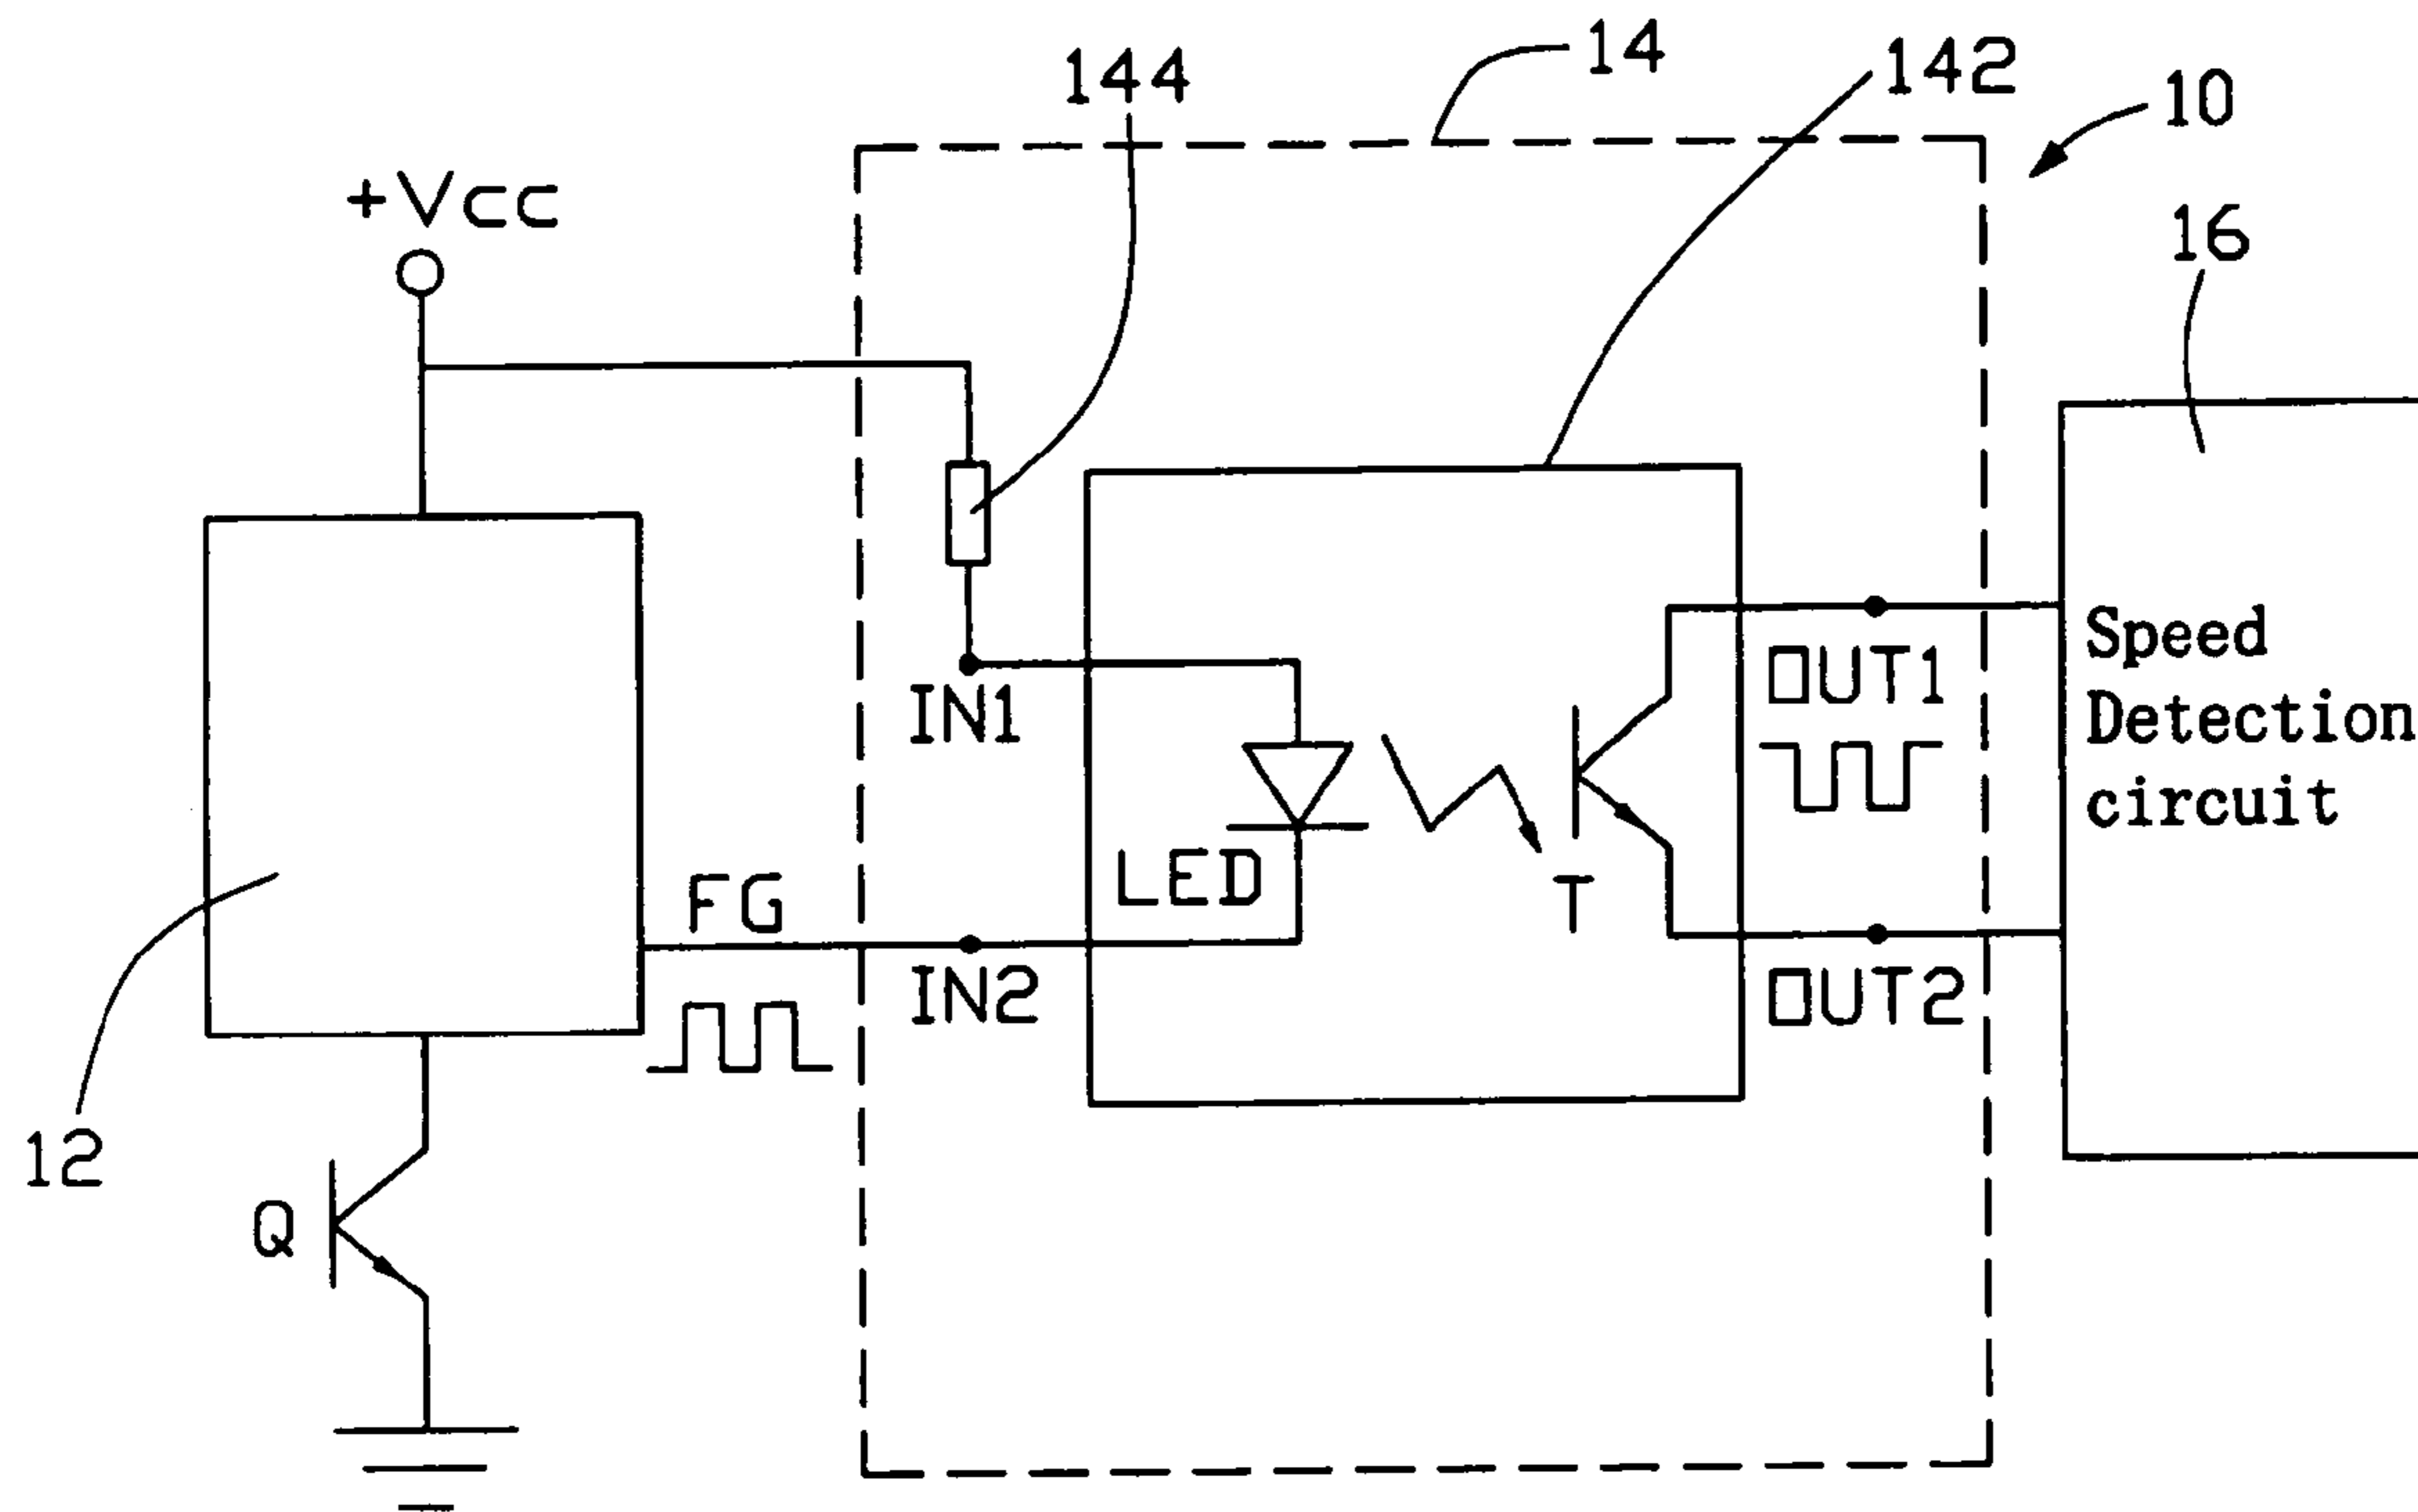 14
144
142
10
+Vcc
16
Speed
OUT1
IN1
Detection
circuit
LED
FG
T
IN2
OUT2
12
Q